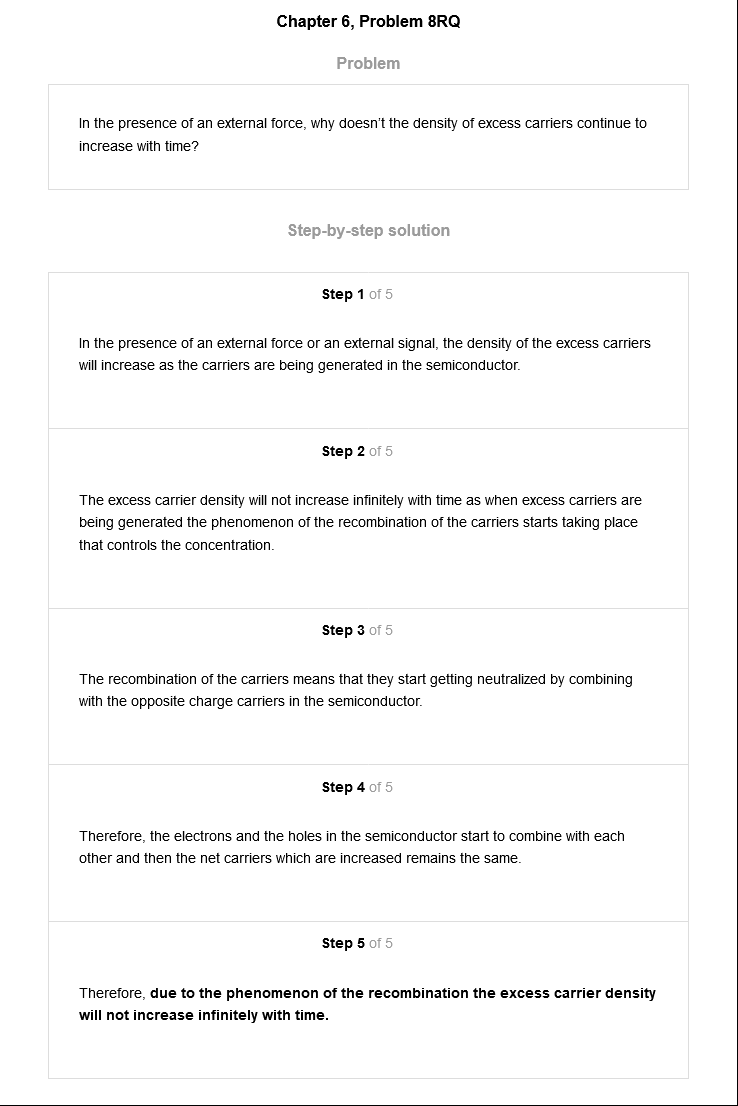 Chapter 6, Problem 8RQ
Problem
In the presence of an external force, why doesn't the density of excess carriers continue to
increase with time?
Step-by-step solution
Step 1 of 5
In the presence of an external force or an external signal, the density of the excess carriers
will increase as the carriers are being generated in the semiconductor.
Step 2 of 5
The excess carrier density will not increase infinitely with time as when excess carriers are
being generated the phenomenon of the recombination of the carriers starts taking place
that controls the concentration.
Step 3 of 5
The recombination of the carriers means that they start getting neutralized by combining
with the opposite charge carriers in the semiconductor.
Step 4 of 5
Therefore, the electrons and the holes in the semiconductor start to combine with each
other and then the net carriers which are increased remains the same.
Step 5 of 5
Therefore, due to the phenomenon of the recombination the excess carrier density
will not increase infinitely with time.